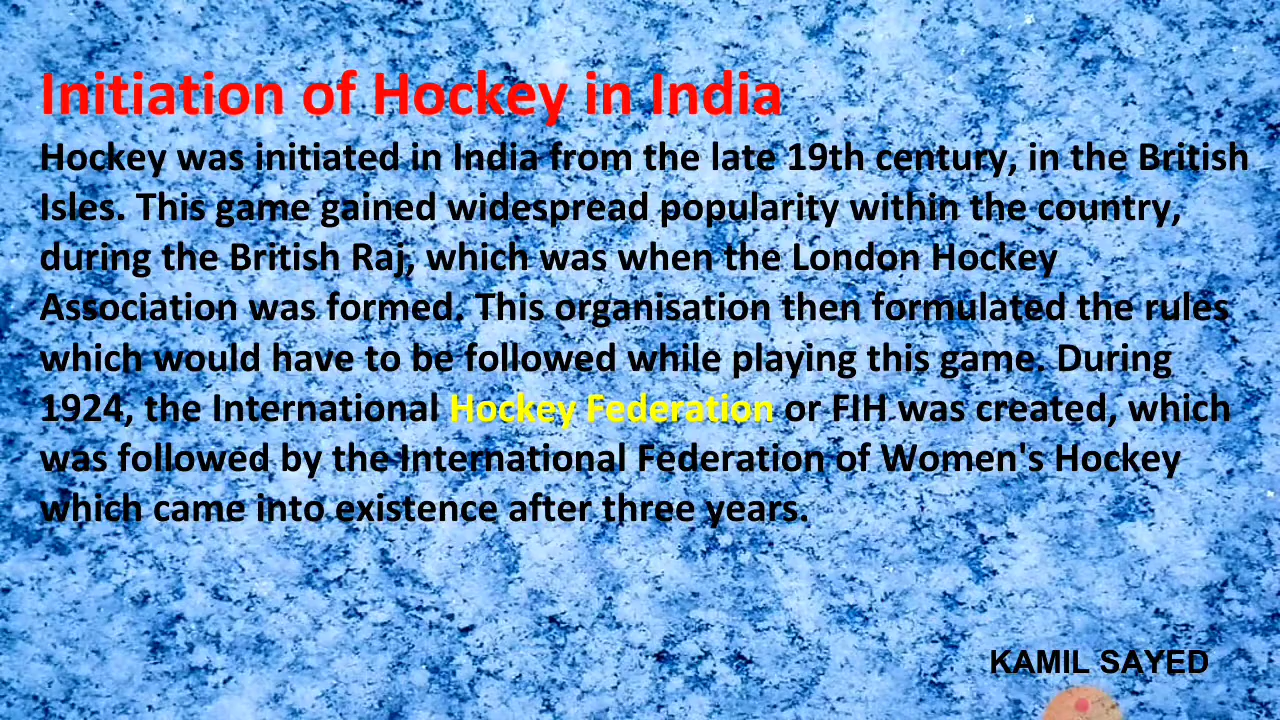 Initiation of Hockey in India
Hockey was initiated in India from the late 19th century, in the British
Isles. This game gained widespread popularity within the country,
during the British Raj, which was when the London Hockey
Association was formed. This organisation then formulated the rules
which would have to be followed while playing this game. During
1924, the International Hockey Federation or FIH was created, which
was followed by the International Federation of Women's Hockey
which came into existence after three years.
KAMIL SAYED